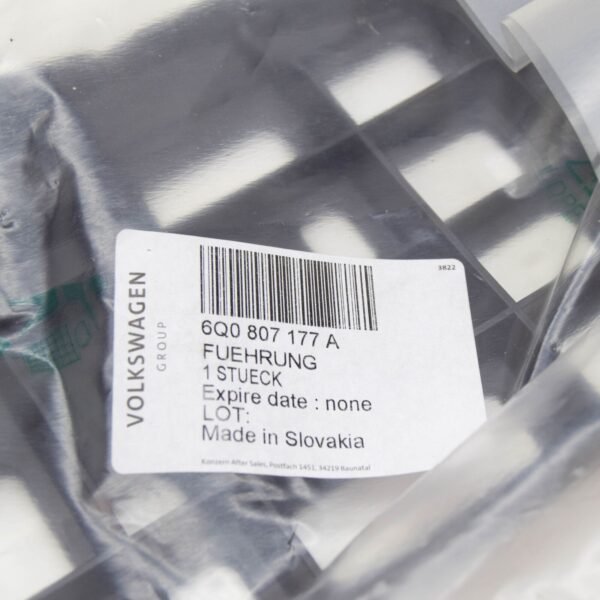 VOLKSWAGEN
GROUP
3822
6Q0 807 177 A
FUEHRUNG
1 STUECK
Expire date : none
LOT:
Made in Slovakia
Konzern After Sales, Postfach 1451, 34219 Baunatal